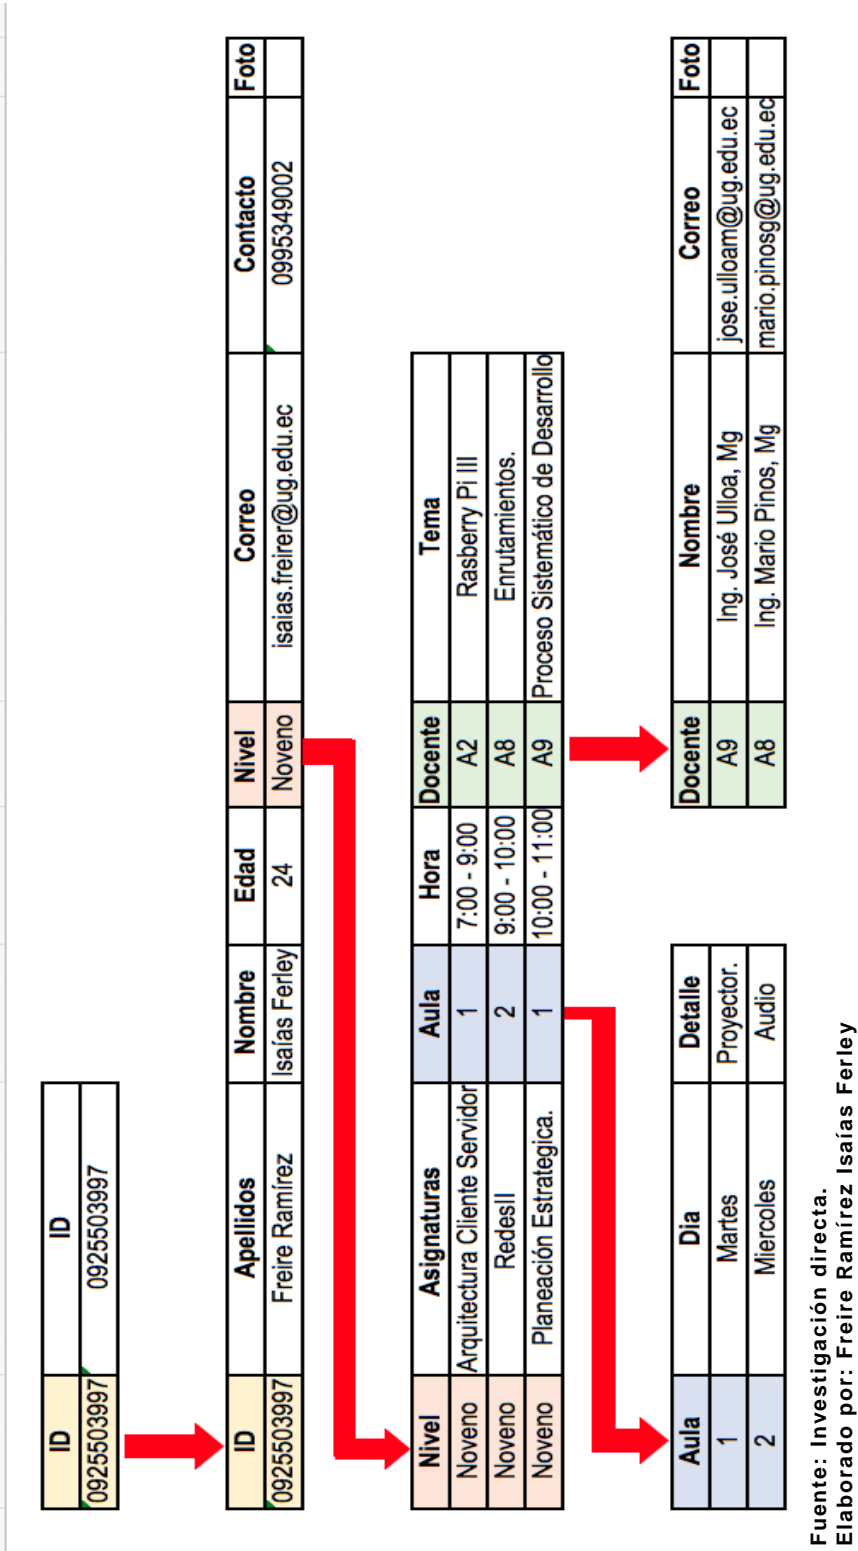 ID ID
0925503997 0925503997
ID Apellidos Nombre Edad Nivel Correo Contacto Foto
0925503997 Freire Ramírez Isaías Ferley 24 Noveno isaias.freirer@ug.edu.ec 0995349002
Nivel Asignaturas Aula Hora Docente Tema
Noveno Arquitectura Cliente Servidor 1 7:00 - 9:00 A2 Rasberry Pi III
Noveno RedesII 2 9:00 - 10:00 A8 Enrutamientos.
Noveno Planeación Estrategica. 1 10:00 - 11:00 A9 Proceso Sistemático de Desarrollo
Aula Dia Detalle
1 Martes Proyector.
2 Miercoles Audio
Docente Nombre Correo Foto
A9 Ing. José Ulloa, Mg jose.ulloam@ug.edu.ec
A8 Ing. Mario Pinos, Mg mario.pinosg@ug.edu.ec
Fuente: Investigación directa.
Elaborado por: Freire Ramírez Isaías Ferley